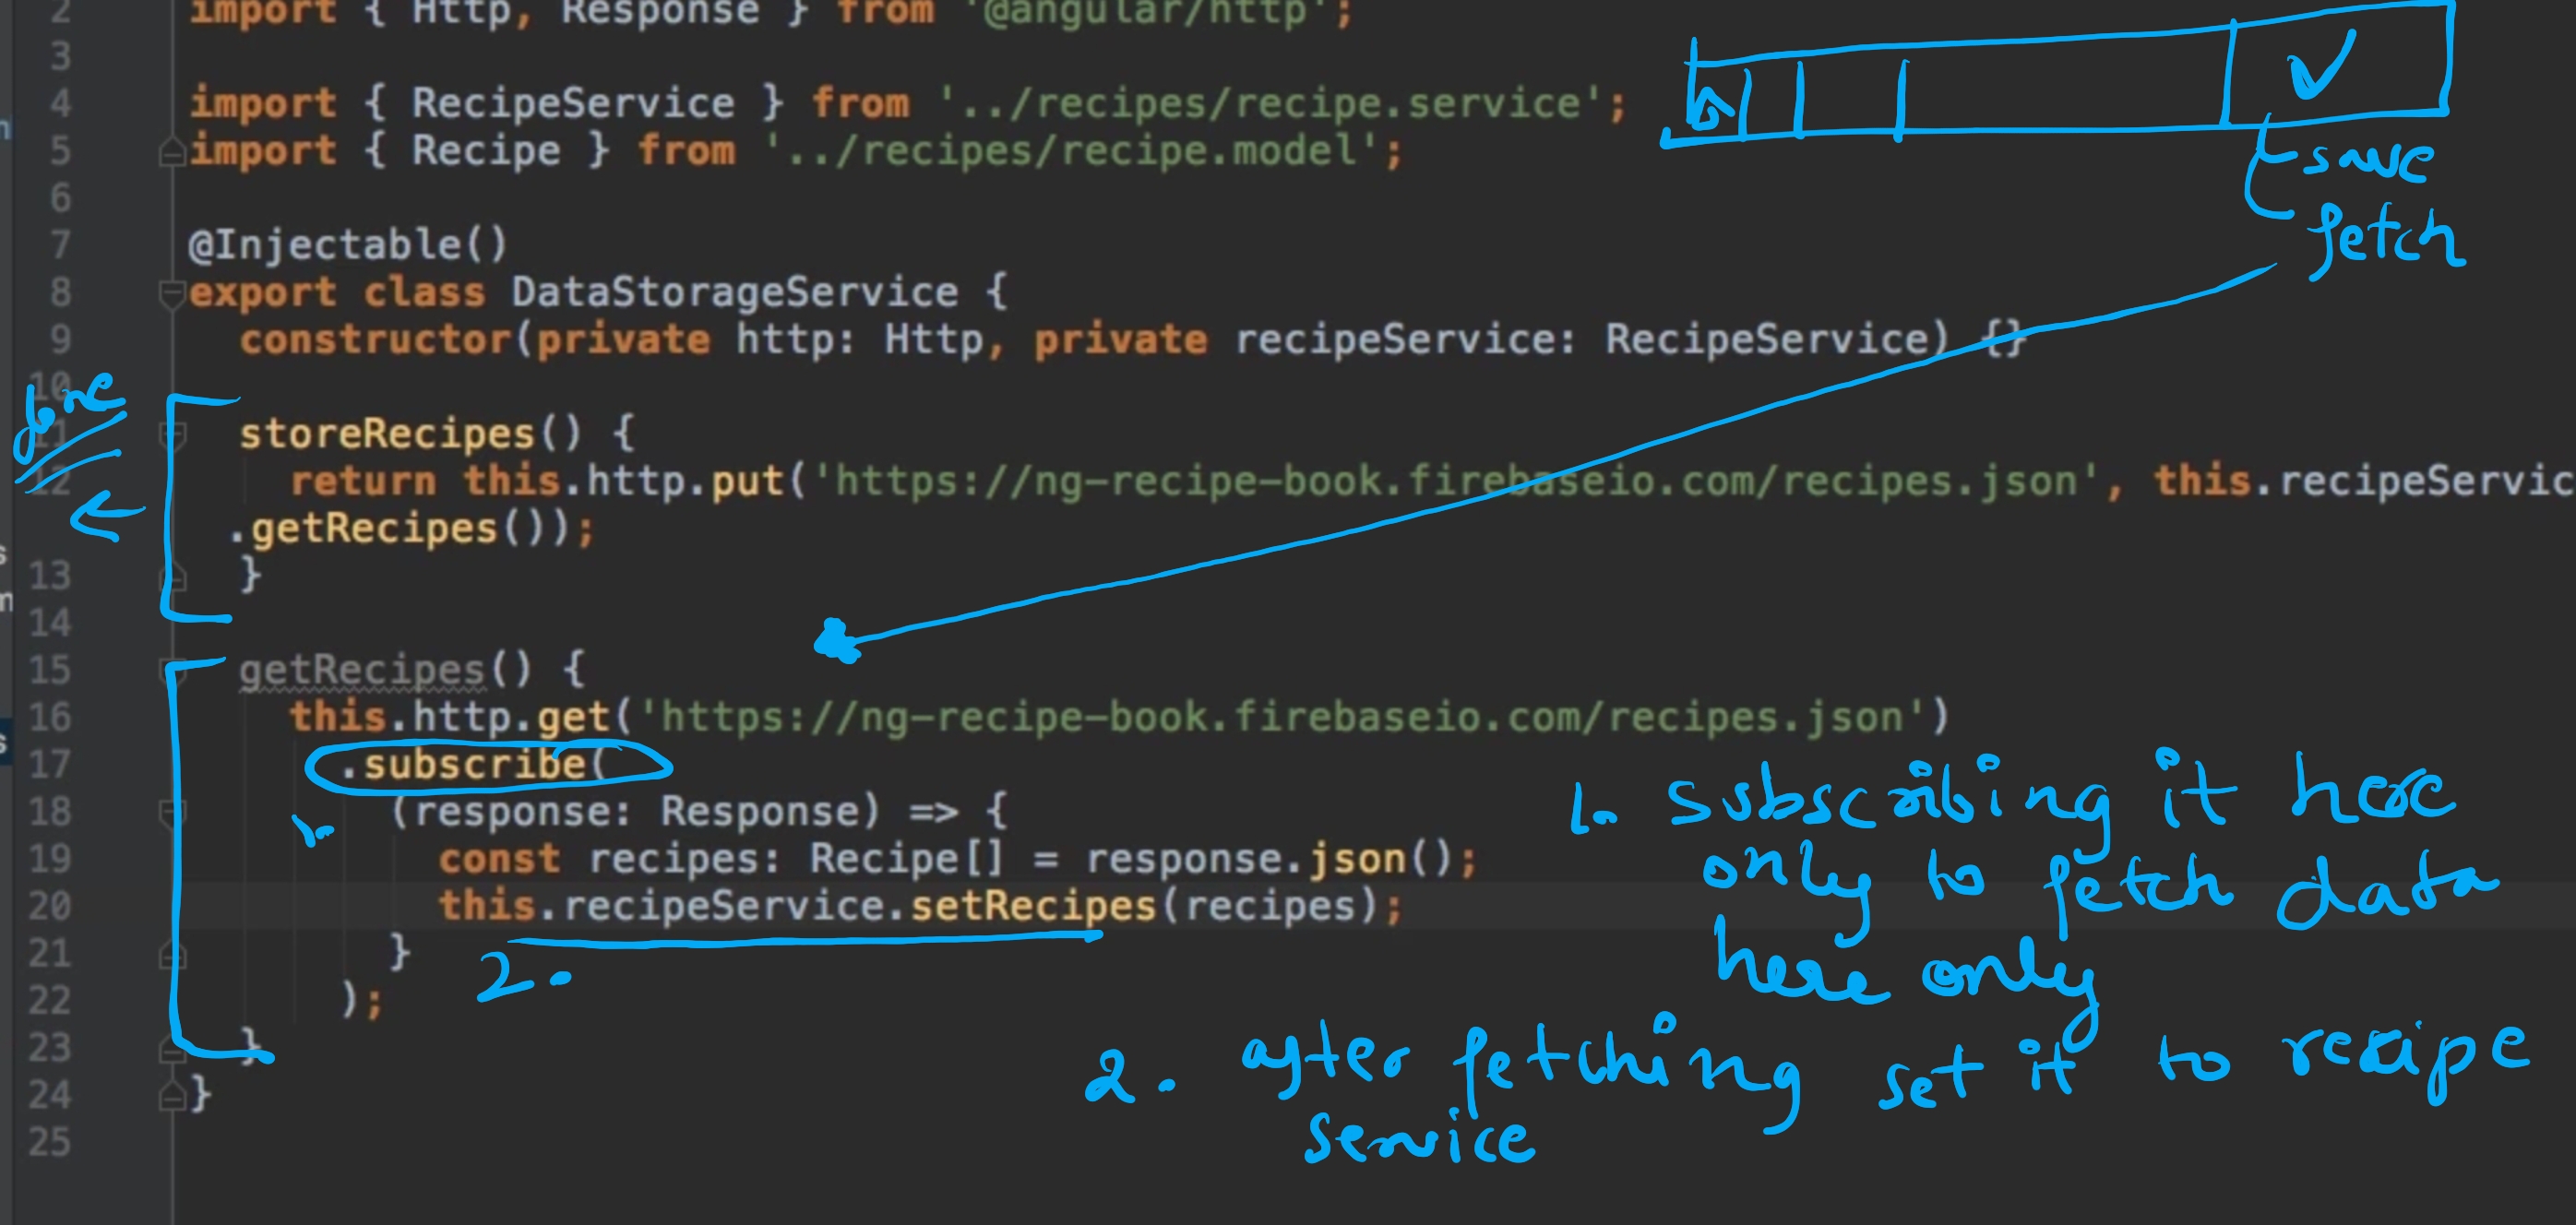 2 import { Http, Response } from '@angular/http';
3
4 import { RecipeService } from '../recipes/recipe.service';
5 import { Recipe } from '../recipes/recipe.model';
6
7 @Injectable()
8 export class DataStorageService {
9 constructor(private http: Http, private recipeService: RecipeService) {}
10
11 storeRecipes() {
12 return this.http.put('https://ng-recipe-book.firebaseio.com/recipes.json', this.recipeServic
.getRecipes());
13 }
14
15 getRecipes() {
16 this.http.get('https://ng-recipe-book.firebaseio.com/recipes.json')
17 .subscribe(
18 (response: Response) => {
19 const recipes: Recipe[] = response.json();
20 this.recipeService.setRecipes(recipes);
21 }
22 );
23 }
24 }
25
save
fetch
done
2.
1. subscribing it here
only to fetch data
here only
2. after fetching set it to recipe
service